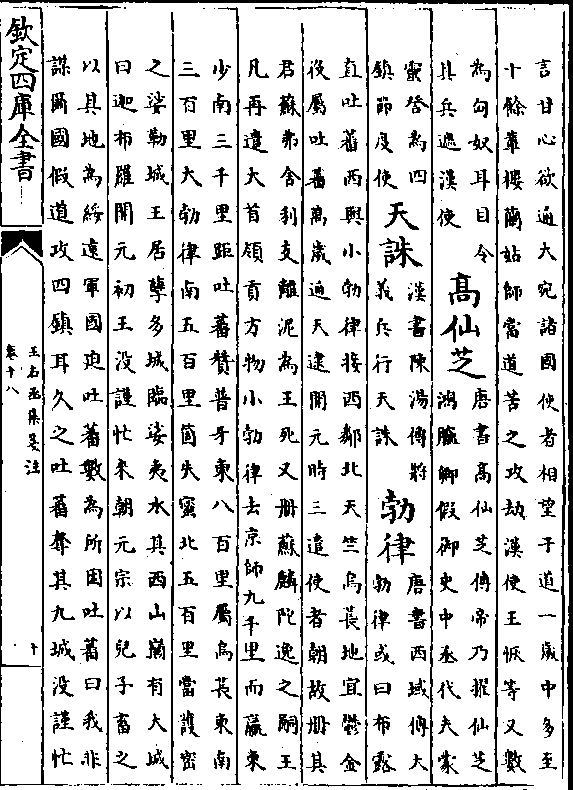 言甘心欲通大宛諸國使者相望于道一歲中多至
十餘輩樓蘭姑師當道苦之攻劫漢使王恢等又數
為匈奴耳目令
其兵遮漢使
高仙芝
唐書高仙芝傳帝乃擢仙芝
鴻臚卿假御史中丞代夫蒙
靈詧為四
鎮節度使
天誅
漢書陳湯傳將
義兵行天誅
勃律
唐書西域傳大
勃律或曰布露
直吐蕃西與小勃律接西鄰北天竺烏萇地宜鬱金
後屬吐蕃萬歲通天逮開元時三遣使者朝故册其
君蘇弗舍利支離泥為王死又册蘇麟陀逸之嗣王
凡再遣大首領貢方物小勃律去京師九千里而贏東
少南三千里距吐蕃贊普牙東八百里屬烏萇東南
三百里大勃律南五百里箇失蜜北五百里當護密
之娑勒城王居孽多城臨娑夷水其西山巓有大城
曰迦布羅開元初王没謹忙来朝元宗以兒子畜之
以其地為綏遠軍國廹吐蕃數為所困吐蕃曰我非
謀爾國假道攻四鎮耳久之吐蕃奪其九城没謹忙
欽定四庫全書
王右丞集箋注
卷十八
十